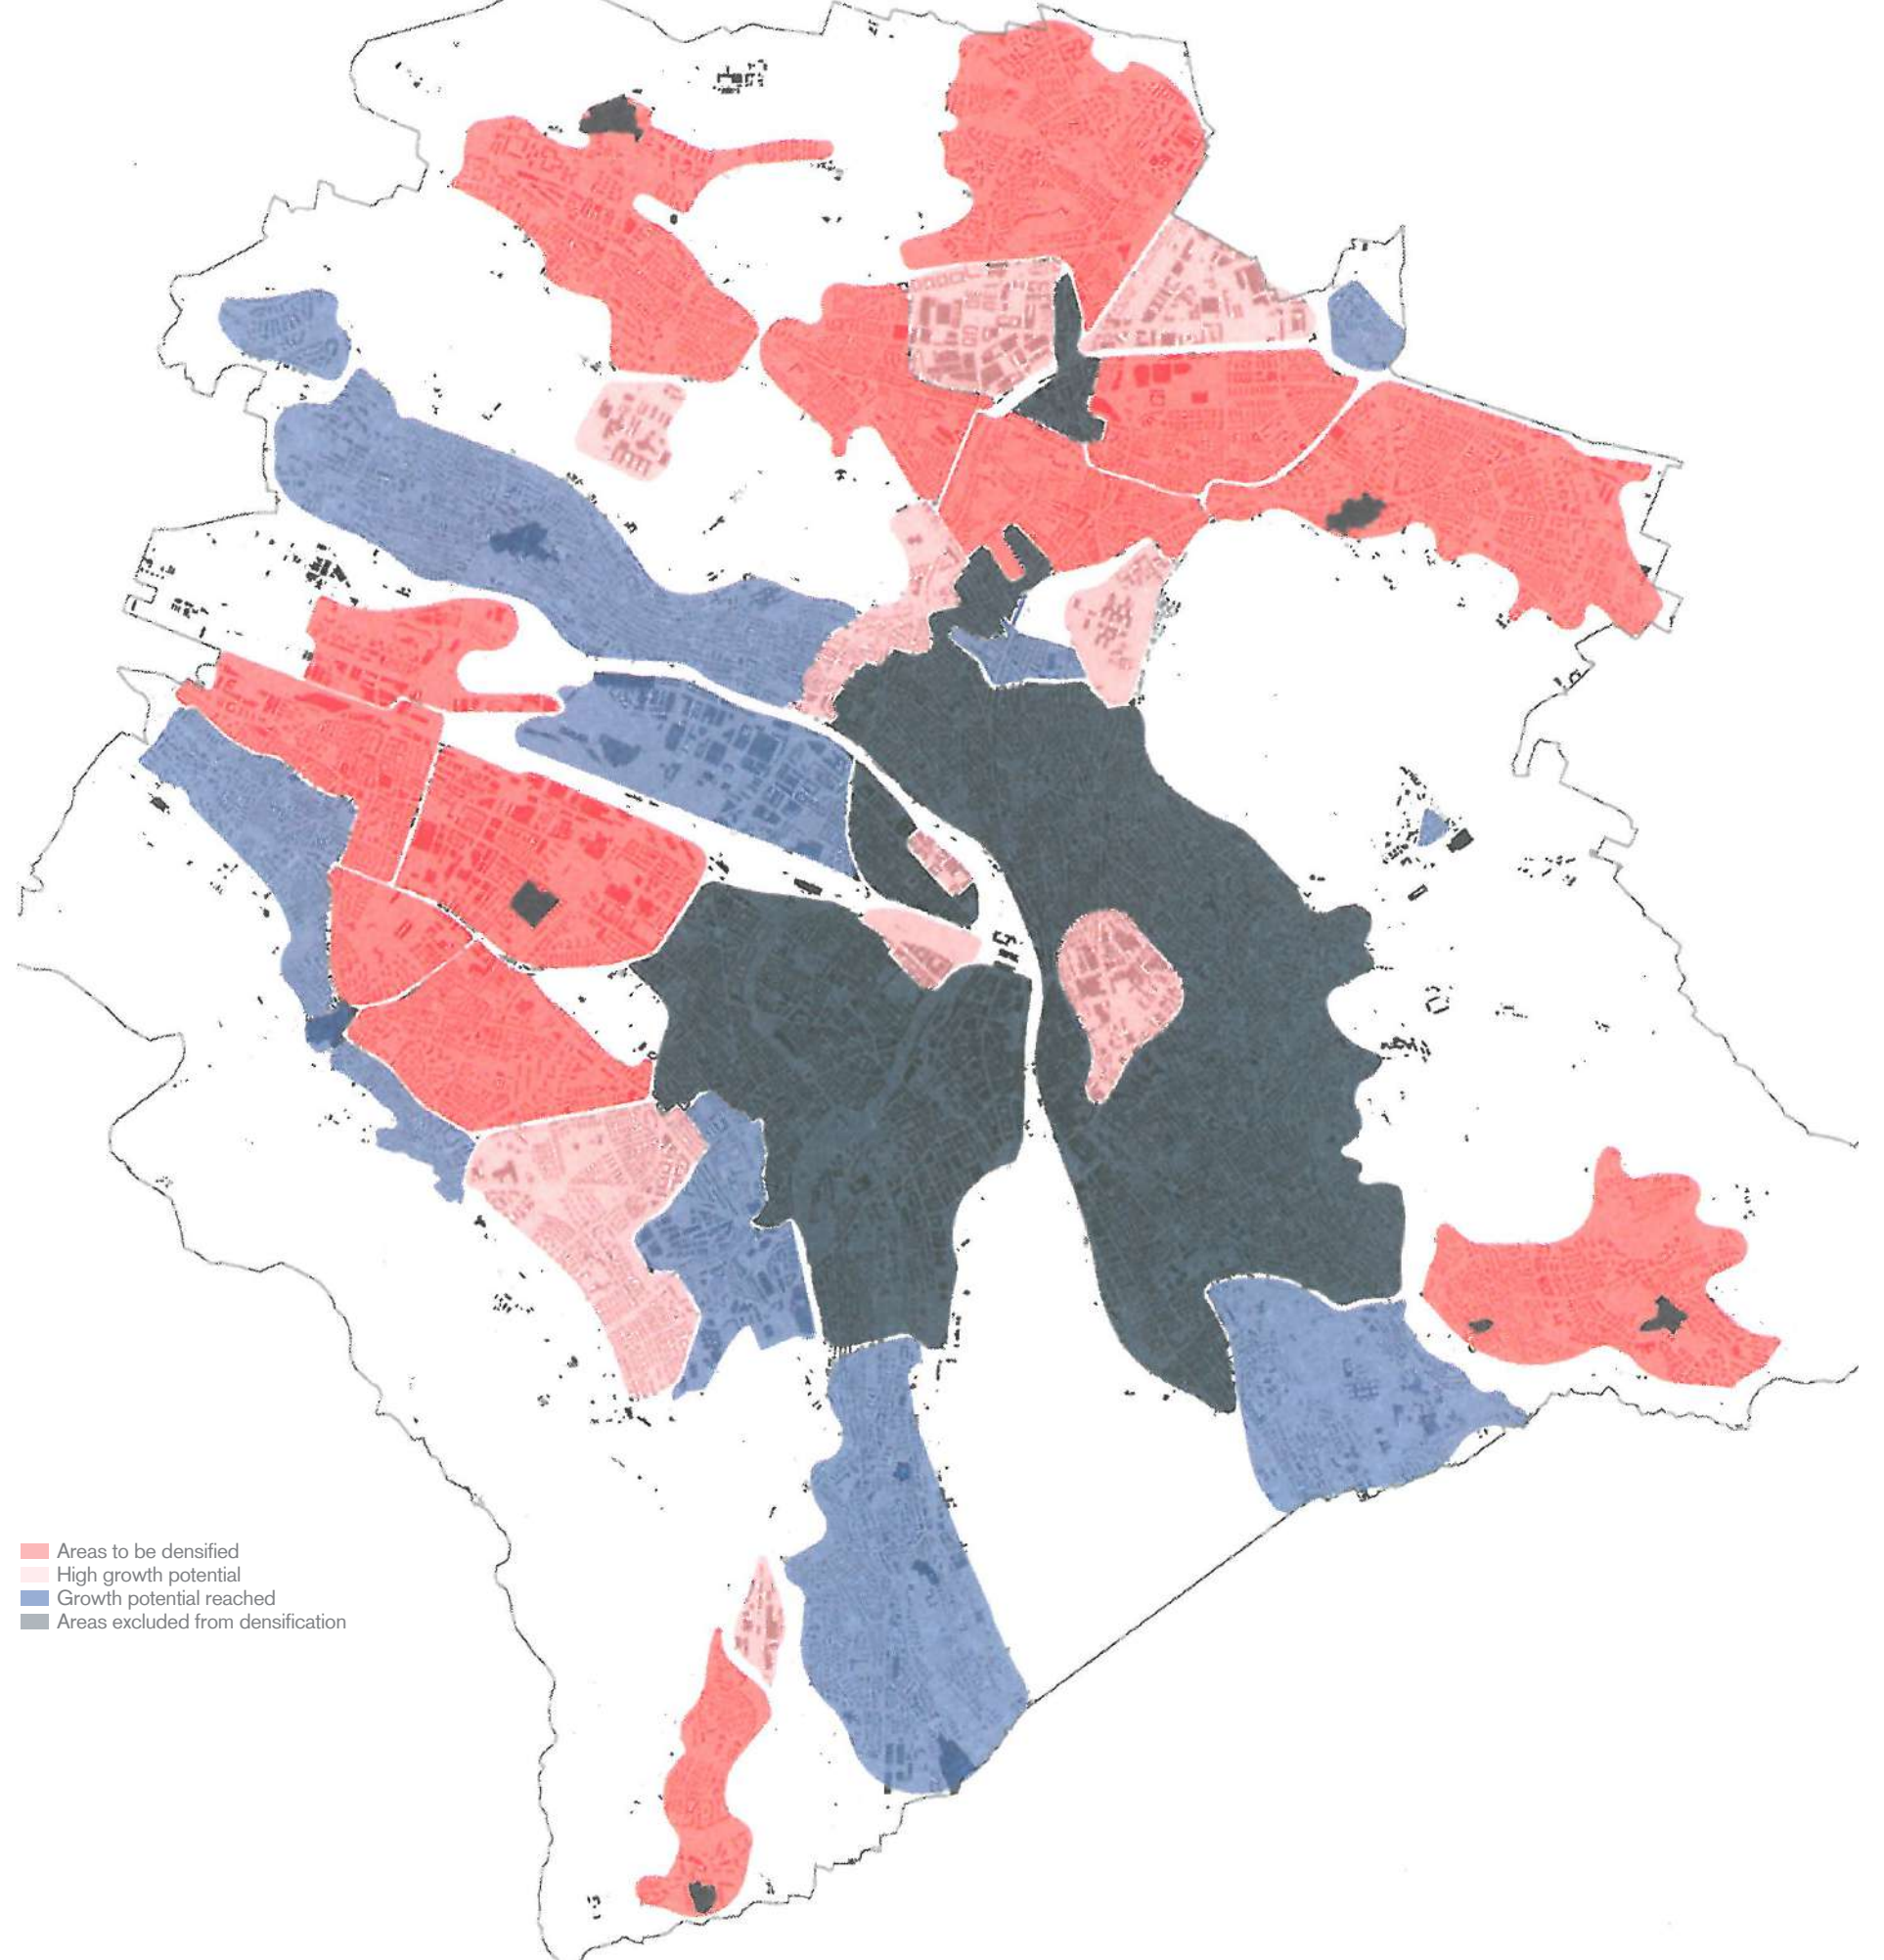 Areas to be densified
High growth potential
Growth potential reached
Areas excluded from densification